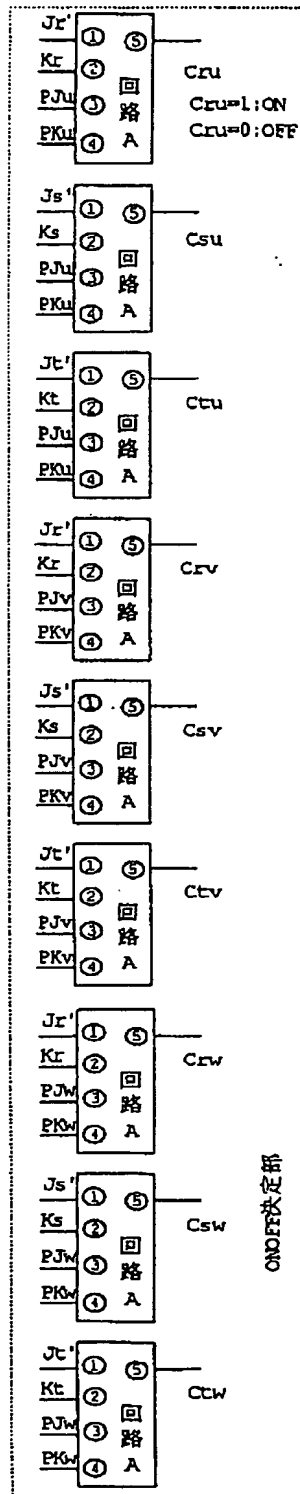 Jr' ① ⑤
Kr ② 回 Cru
PJu ③ 路 Cru=1:ON
PKu ④ A Cru=0:OFF
Js' ① ⑤
Ks ② 回 Csu
PJu ③ 路
PKu ④ A
Jt' ① ⑤
Kt ② 回 Ctu
PJu ③ 路
PKu ④ A
Jr' ① ⑤
Kr ② 回 Crv
PJv ③ 路
PKv ④ A
Js' ① ⑤
Ks ② 回 Csv
PJv ③ 路
PKv ④ A
Jt' ① ⑤
Kt ② 回 Ctv
PJv ③ 路
PKv ④ A
Jr' ① ⑤
Kr ② 回 Crw
PJw ③ 路
PKw ④ A
Js' ① ⑤
Ks ② 回 Csw
PJw ③ 路
PKw ④ A
Jt' ① ⑤
Kt ② 回 Ctw
PJw ③ 路
PKw ④ A
ONOFF決定部